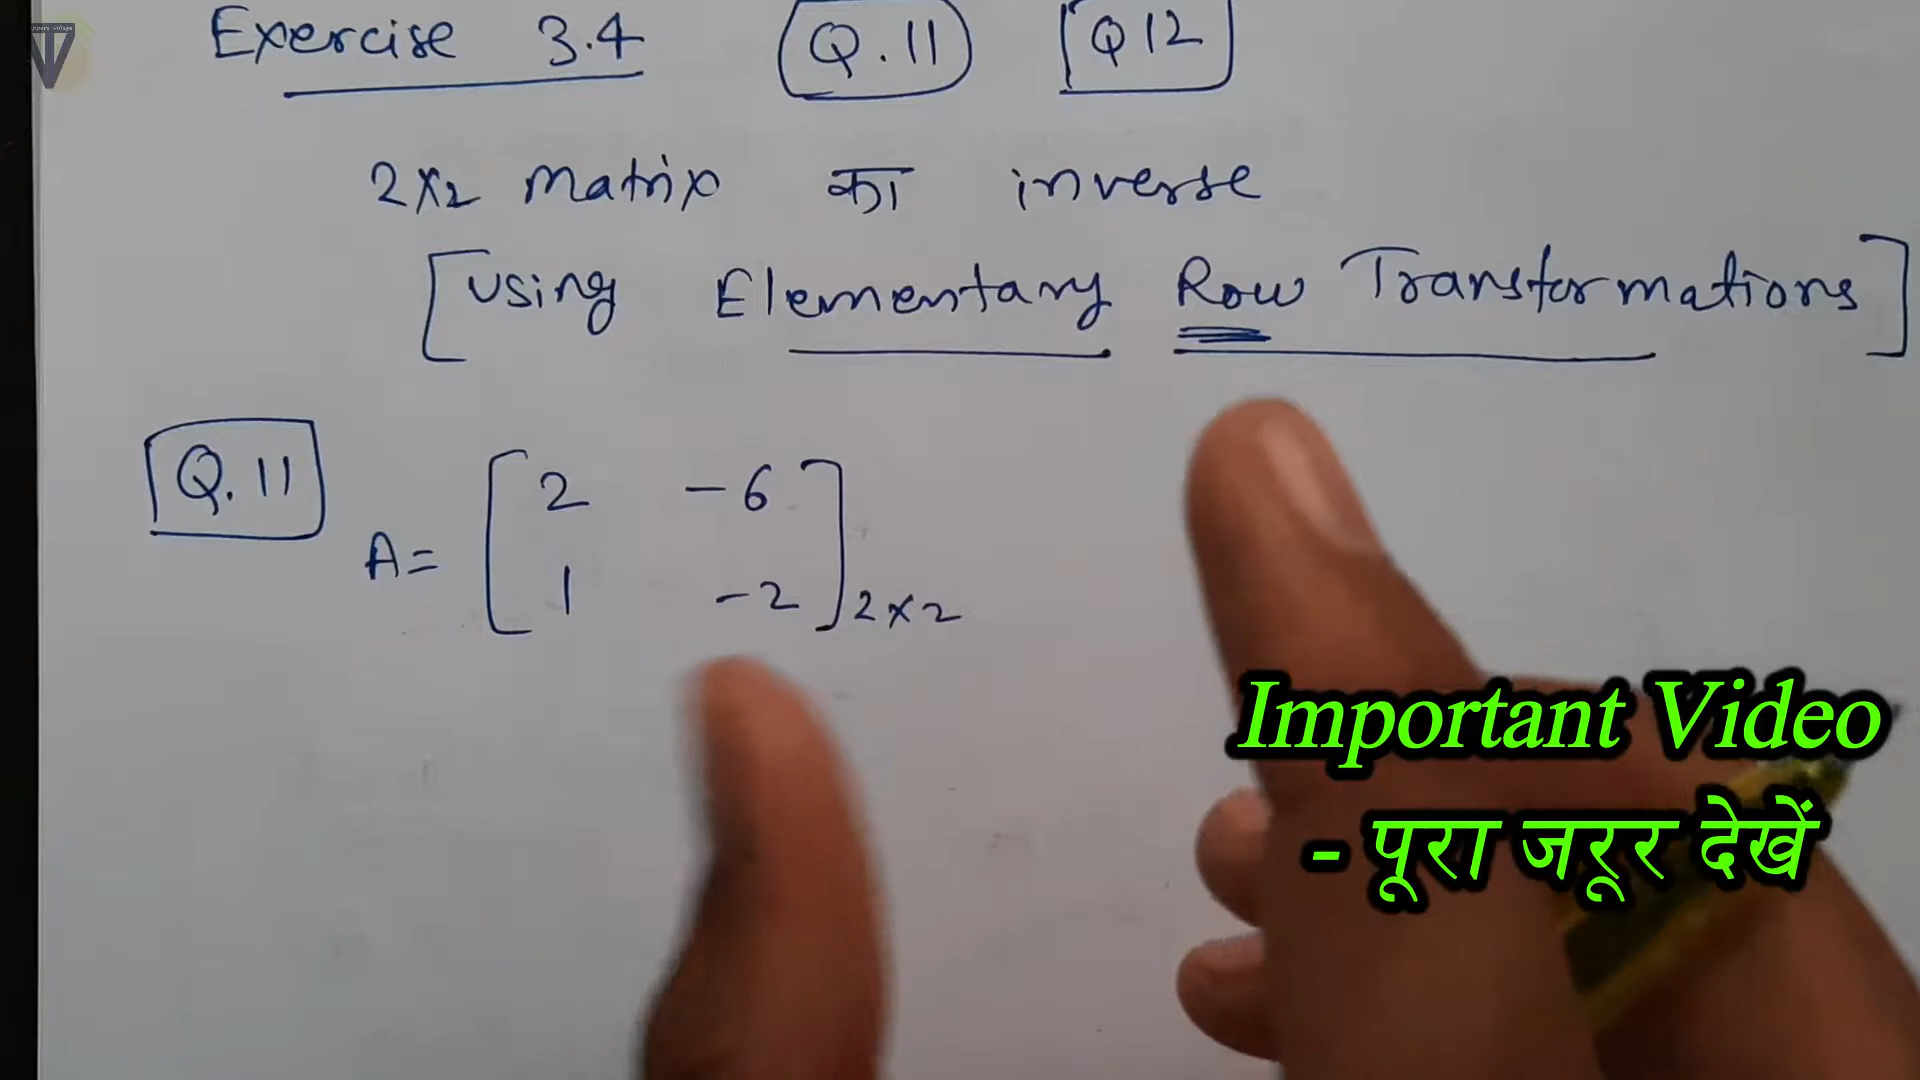 Exercise 3.4 Q.11 Q12
2x2 matrix का inverse
[using Elementary Row Transformations]
Q.11
A= [2 -6
1 -2] 2x2
Important Video
- पूरा जरूर देखें